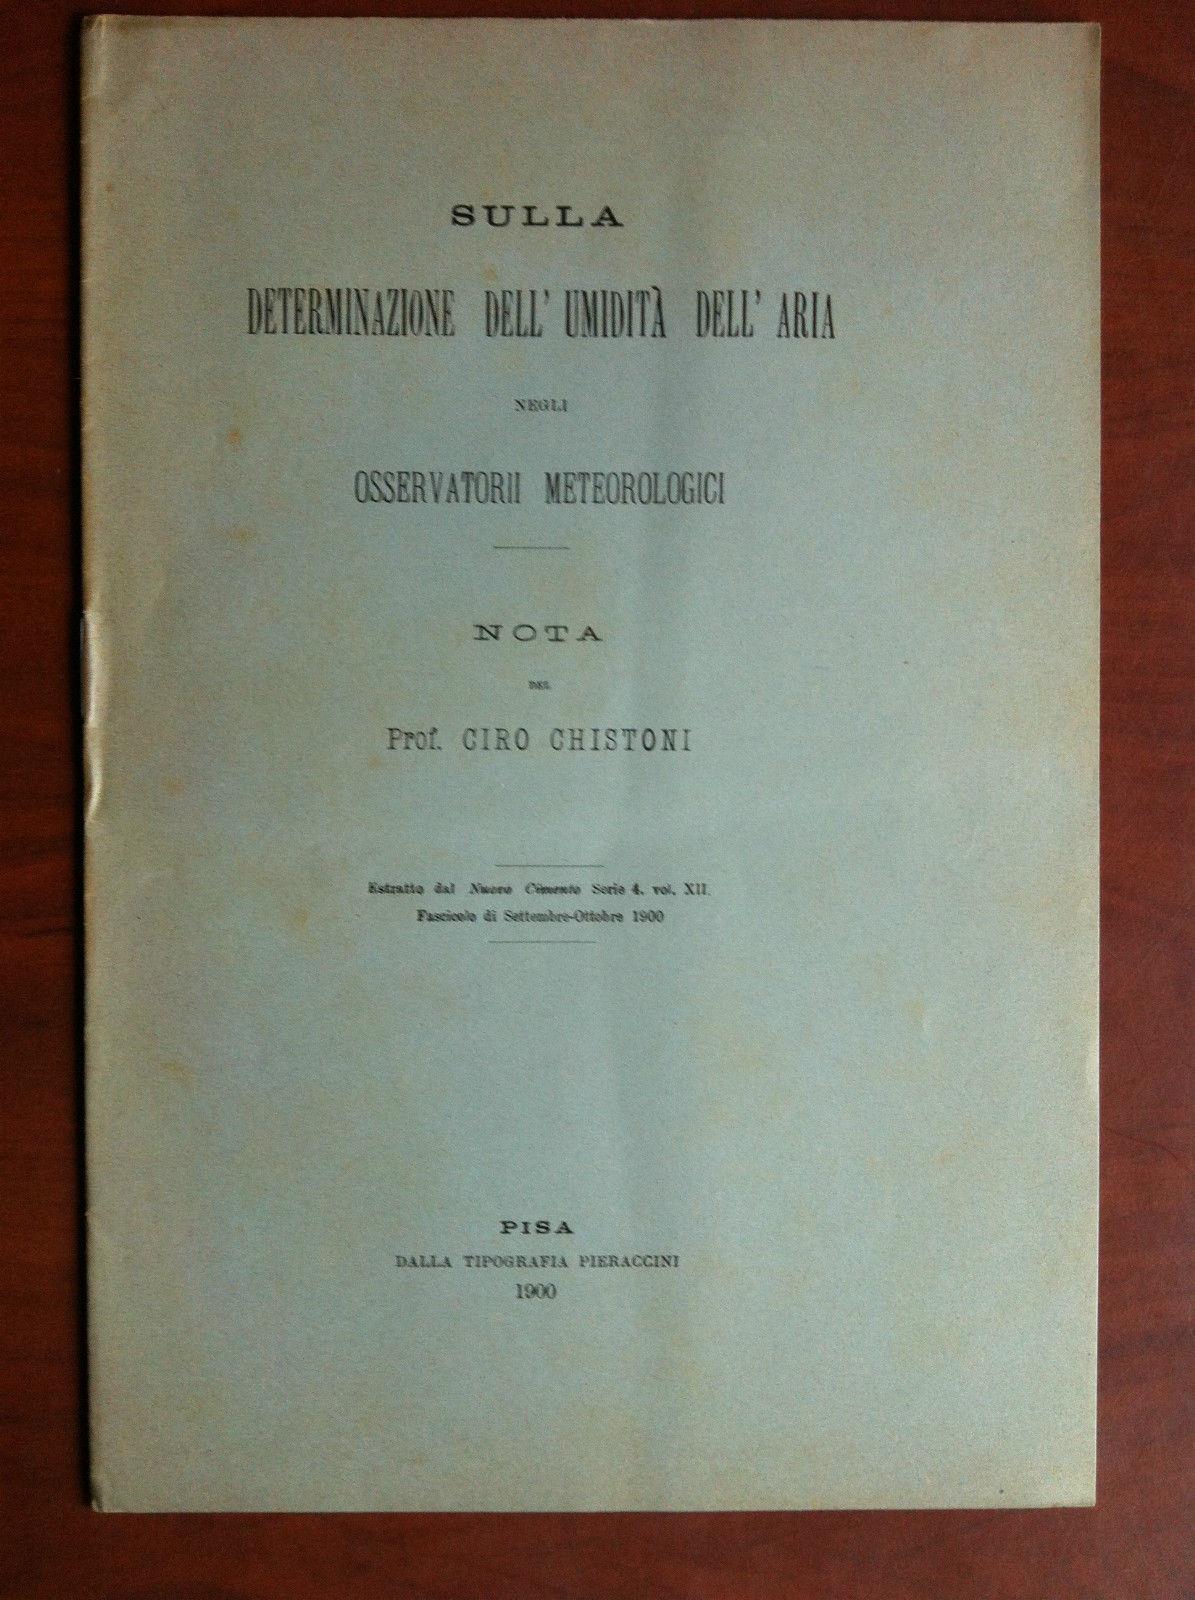 SULLA
DETERMINAZIONE DELL' UMIDITÀ DELL' ARIA
NEGLI
OSSERVATORII METEOROLOGICI
NOTA
DEL
Prof. CIRO CHISTONI
Estratto dal Nuovo Cimento Serie 4. vol. XII.
Fascicolo di Settembre-Ottobre 1900
PISA
DALLA TIPOGRAFIA PIERACCINI
1900